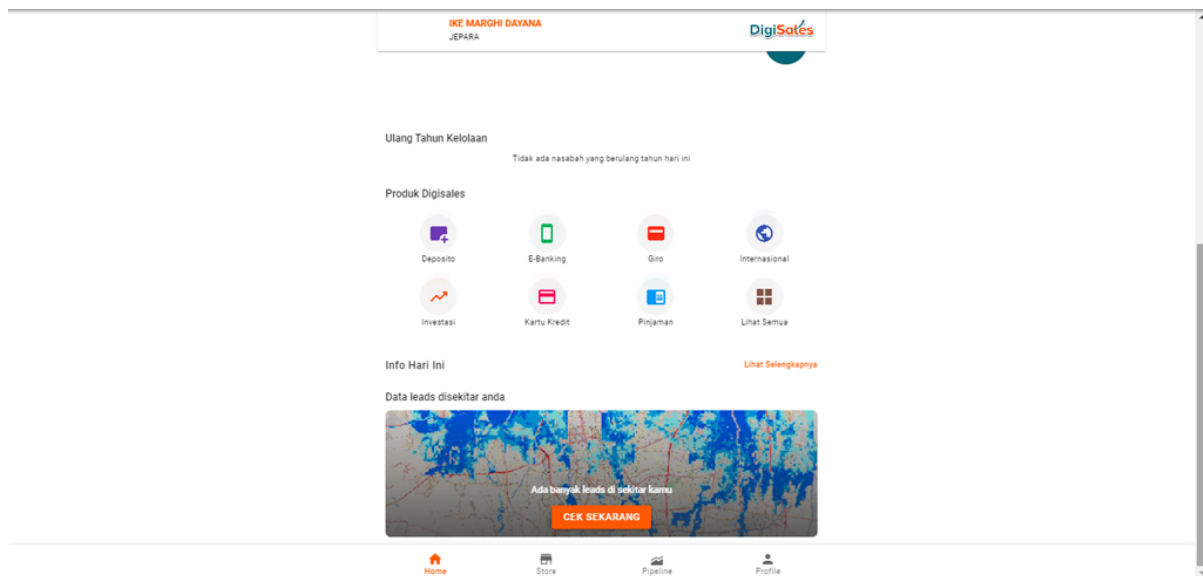 IKE MARGHI DAYANA
JEPARA
DigiSales
Ulang Tahun Kelolaan
Tidak ada nasabah yang berulang tahun hari ini
Produk Digisales
Deposito E-Banking Giro Internasional
Investasi Kartu Kredit Pinjaman Lihat Semua
Info Hari Ini Lihat Selengkapnya
Data leads disekitar anda
Ada banyak leads di sekitar kamu
CEK SEKARANG
Home Store Pipeline Profile